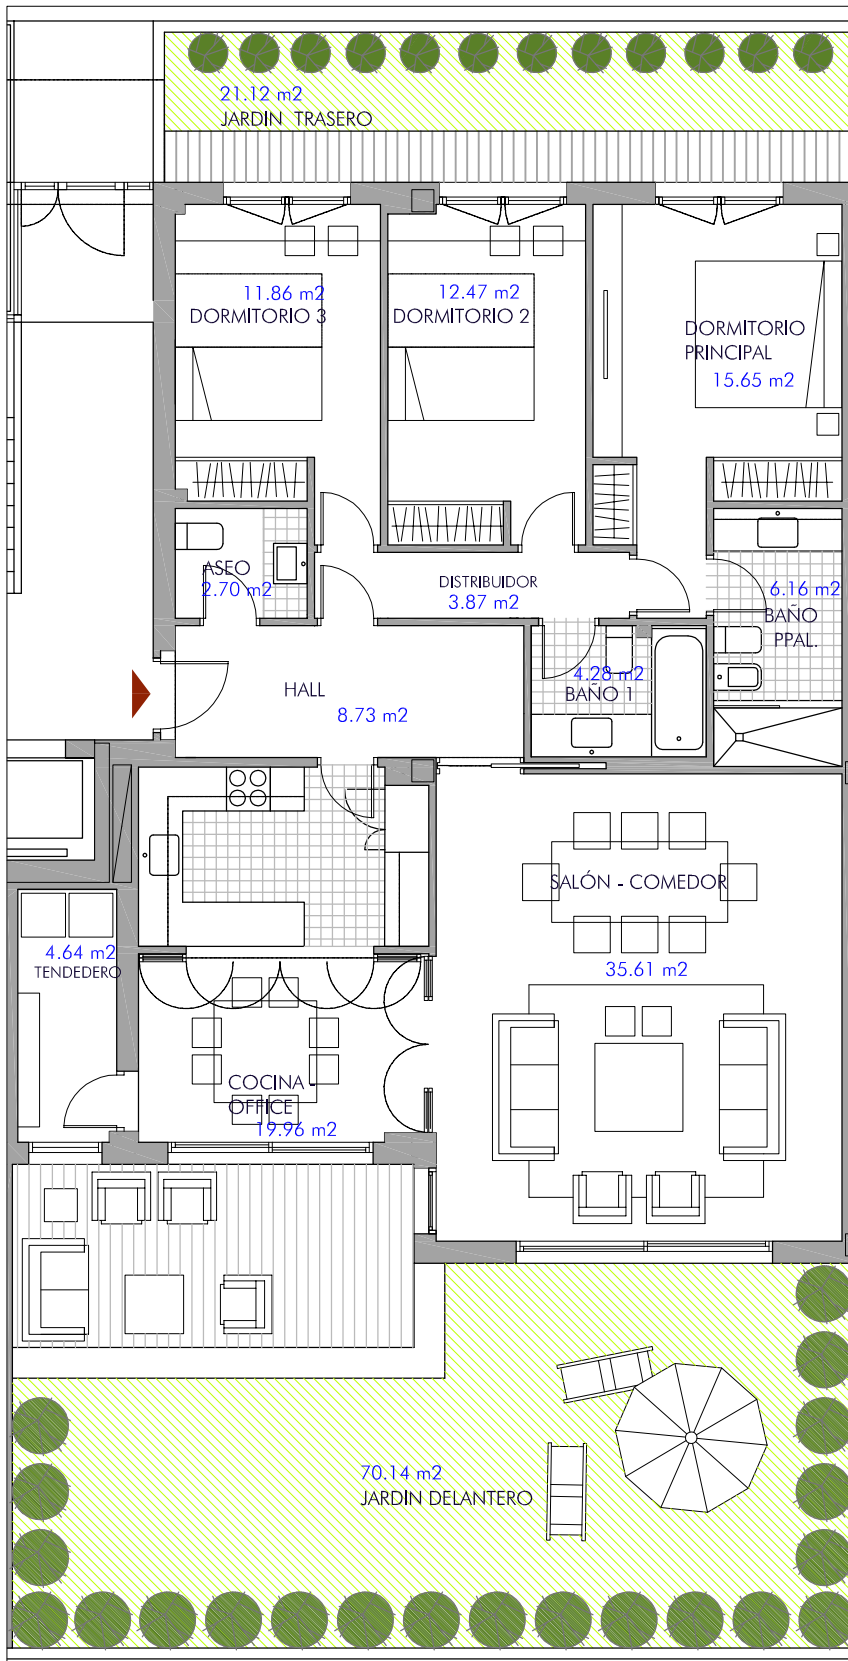 21.12 m2
JARDIN TRASERO
11.86 m2
DORMITORIO 3
12.47 m2
DORMITORIO 2
DORMITORIO
PRINCIPAL
15.65 m2
ASEO
2.70 m2
DISTRIBUIDOR
3.87 m2
6.16 m2
BAÑO
PPAL.
HALL
8.73 m2
4.28 m2
BAÑO 1
SALÓN - COMEDOR
35.61 m2
4.64 m2
TENDEDERO
COCINA -
OFFICE
19.96 m2
70.14 m2
JARDIN DELANTERO